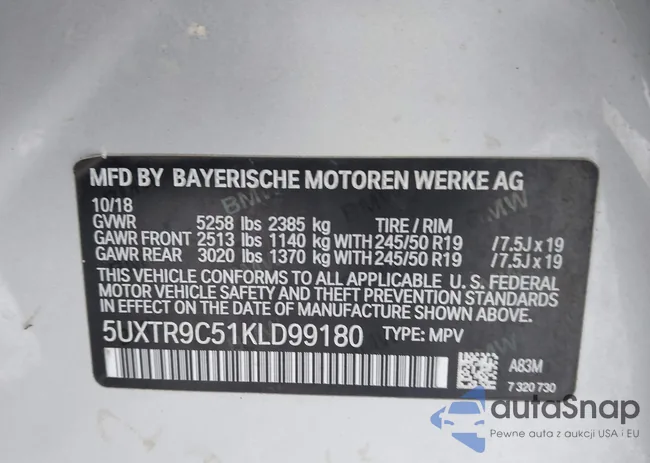 MFD BY BAYERISCHE MOTOREN WERKE AG
10/18
GVWR 5258 lbs 2385 kg TIRE / RIM
GAWR FRONT 2513 lbs 1140 kg WITH 245/50 R19 /7.5J x 19
GAWR REAR 3020 lbs 1370 kg WITH 245/50 R19 /7.5J x 19
THIS VEHICLE CONFORMS TO ALL APPLICABLE U. S. FEDERAL
MOTOR VEHICLE SAFETY AND THEFT PREVENTION STANDARDS
IN EFFECT ON THE DATE OF MANUFACTURE SHOWN ABOVE.
5UXTR9C51KLD99180 TYPE: MPV
A83M
7 320 730
autoSnap
Pewne auta z aukcji USA i EU